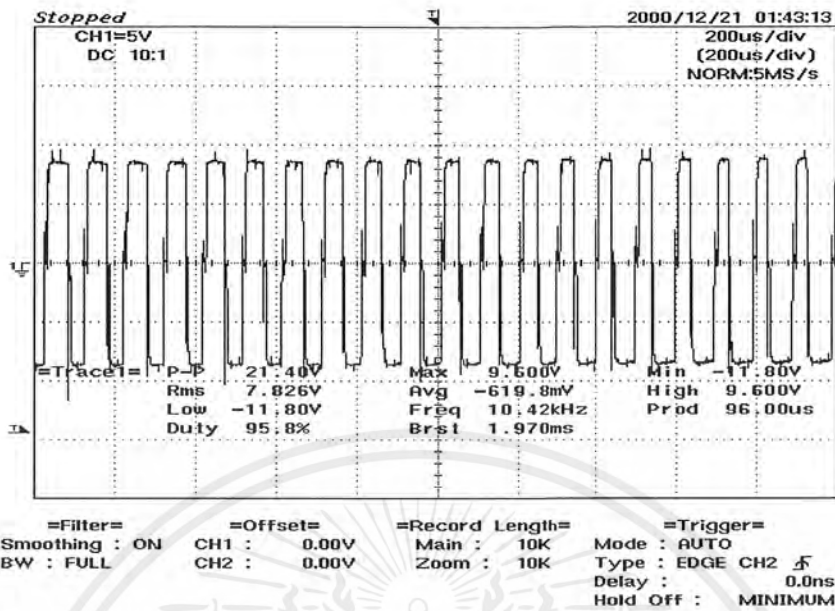 Stopped 2000/12/21 01:43:13
CH1=5V 200us/div
DC 10:1 (200us/div)
NORM:5MS/s
=Trace1= P-P 21.40V Max 9.600V Min -11.80V
Rms 7.826V Avg -619.8mV High 9.600V
Low -11.80V Freq 10.42kHz Prod 96.00us
Duty 95.8% Brst 1.970ms
=Filter= =Offset= =Record Length= =Trigger=
Smoothing : ON CH1 : 0.00V Main : 10K Mode : AUTO
BW : FULL CH2 : 0.00V Zoom : 10K Type : EDGE CH2
Delay : 0.0ns
Hold Off : MINIMUM